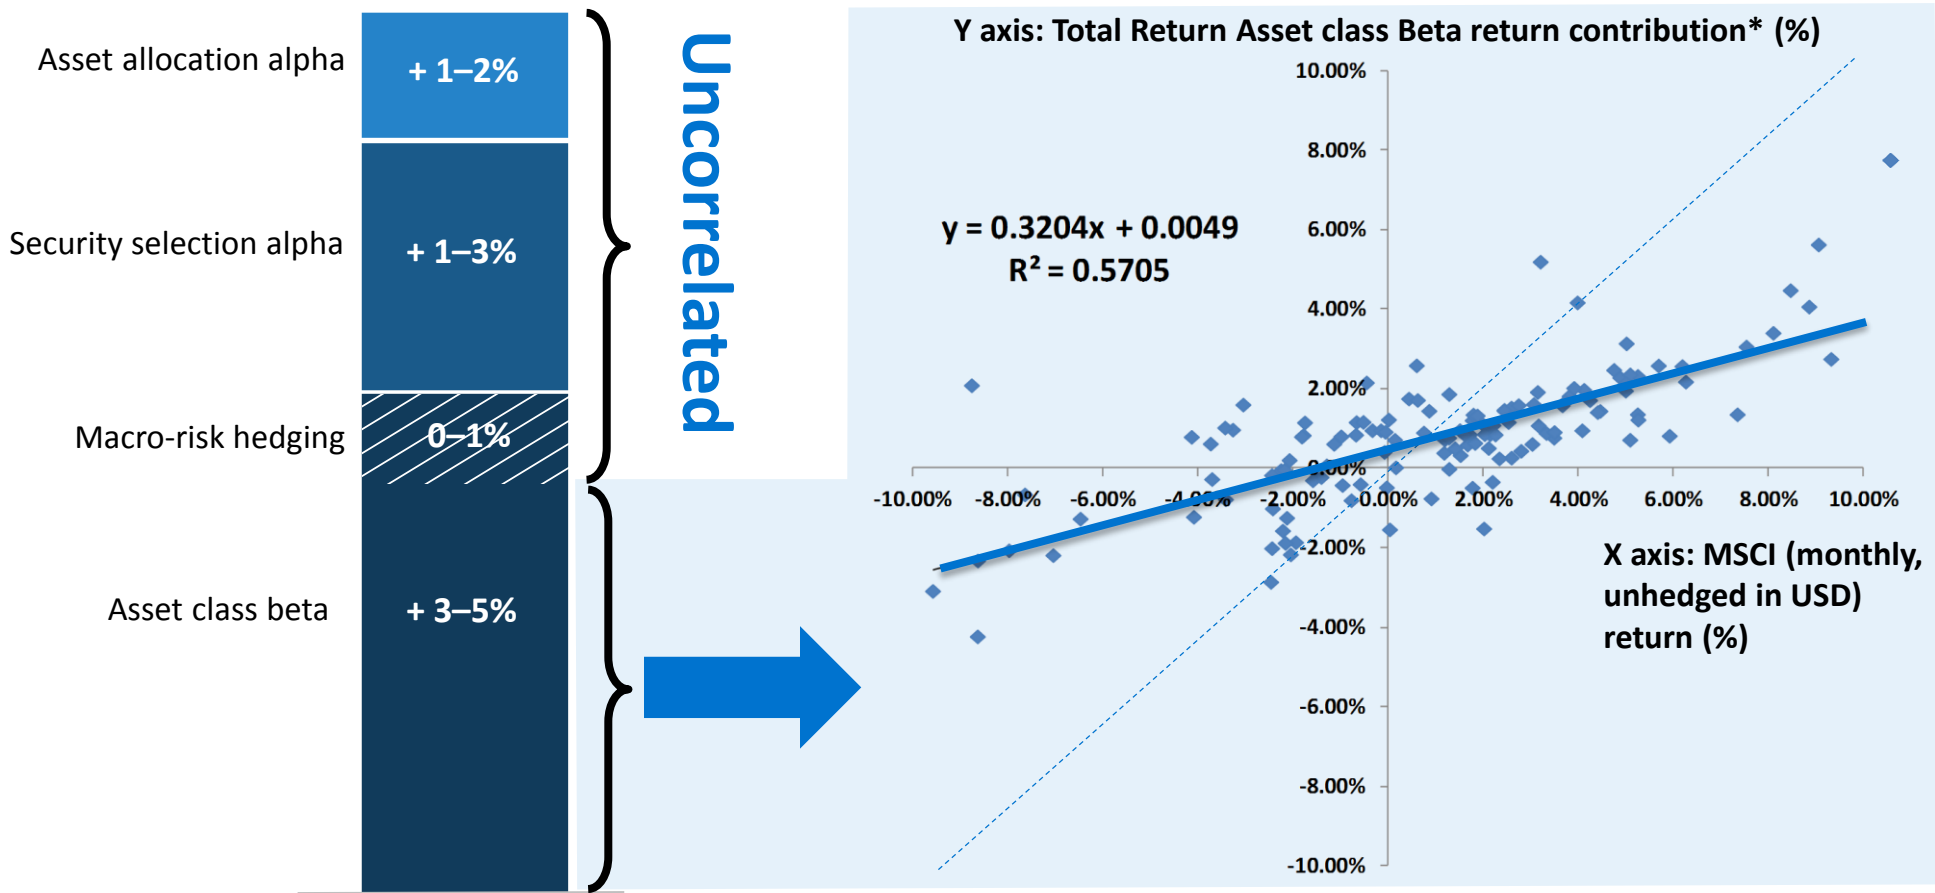 Asset allocation alpha
+ 1–2%
Security selection alpha
+ 1–3%
Macro-risk hedging
0–1%
Asset class beta
+ 3–5%
Uncorrelated
Y axis: Total Return Asset class Beta return contribution* (%)
y = 0.3204x + 0.0049
R² = 0.5705
10.00%
8.00%
6.00%
4.00%
2.00%
0.00%
-2.00%
-4.00%
-6.00%
-8.00%
-10.00%
-10.00%
-8.00%
-6.00%
-4.00%
-2.00%
0.00%
2.00%
4.00%
6.00%
8.00%
10.00%
X axis: MSCI (monthly,
unhedged in USD)
return (%)